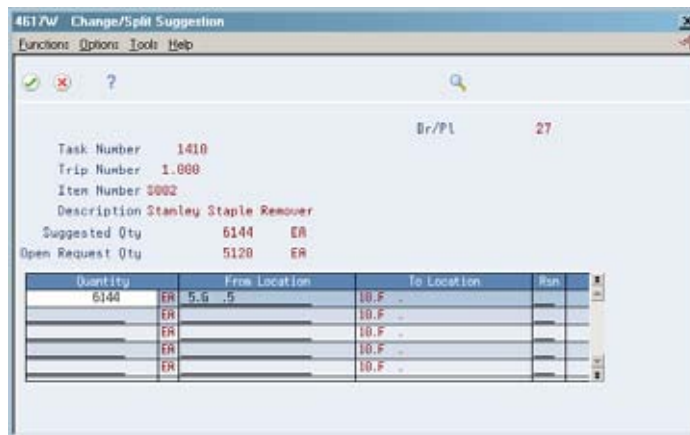 4617W Change/Split Suggestion
Functions Options Tools Help
?
Br/Pl 27
Task Number 1410
Trip Number 1.000
Item Number S002
Description Stanley Staple Remover
Suggested Qty 6144 EA
Open Request Qty 5120 EA
Quantity From Location To Location Rsn
6144 EA 5.G .5 10.F .
EA 10.F .
EA 10.F .
EA 10.F .
EA 10.F .